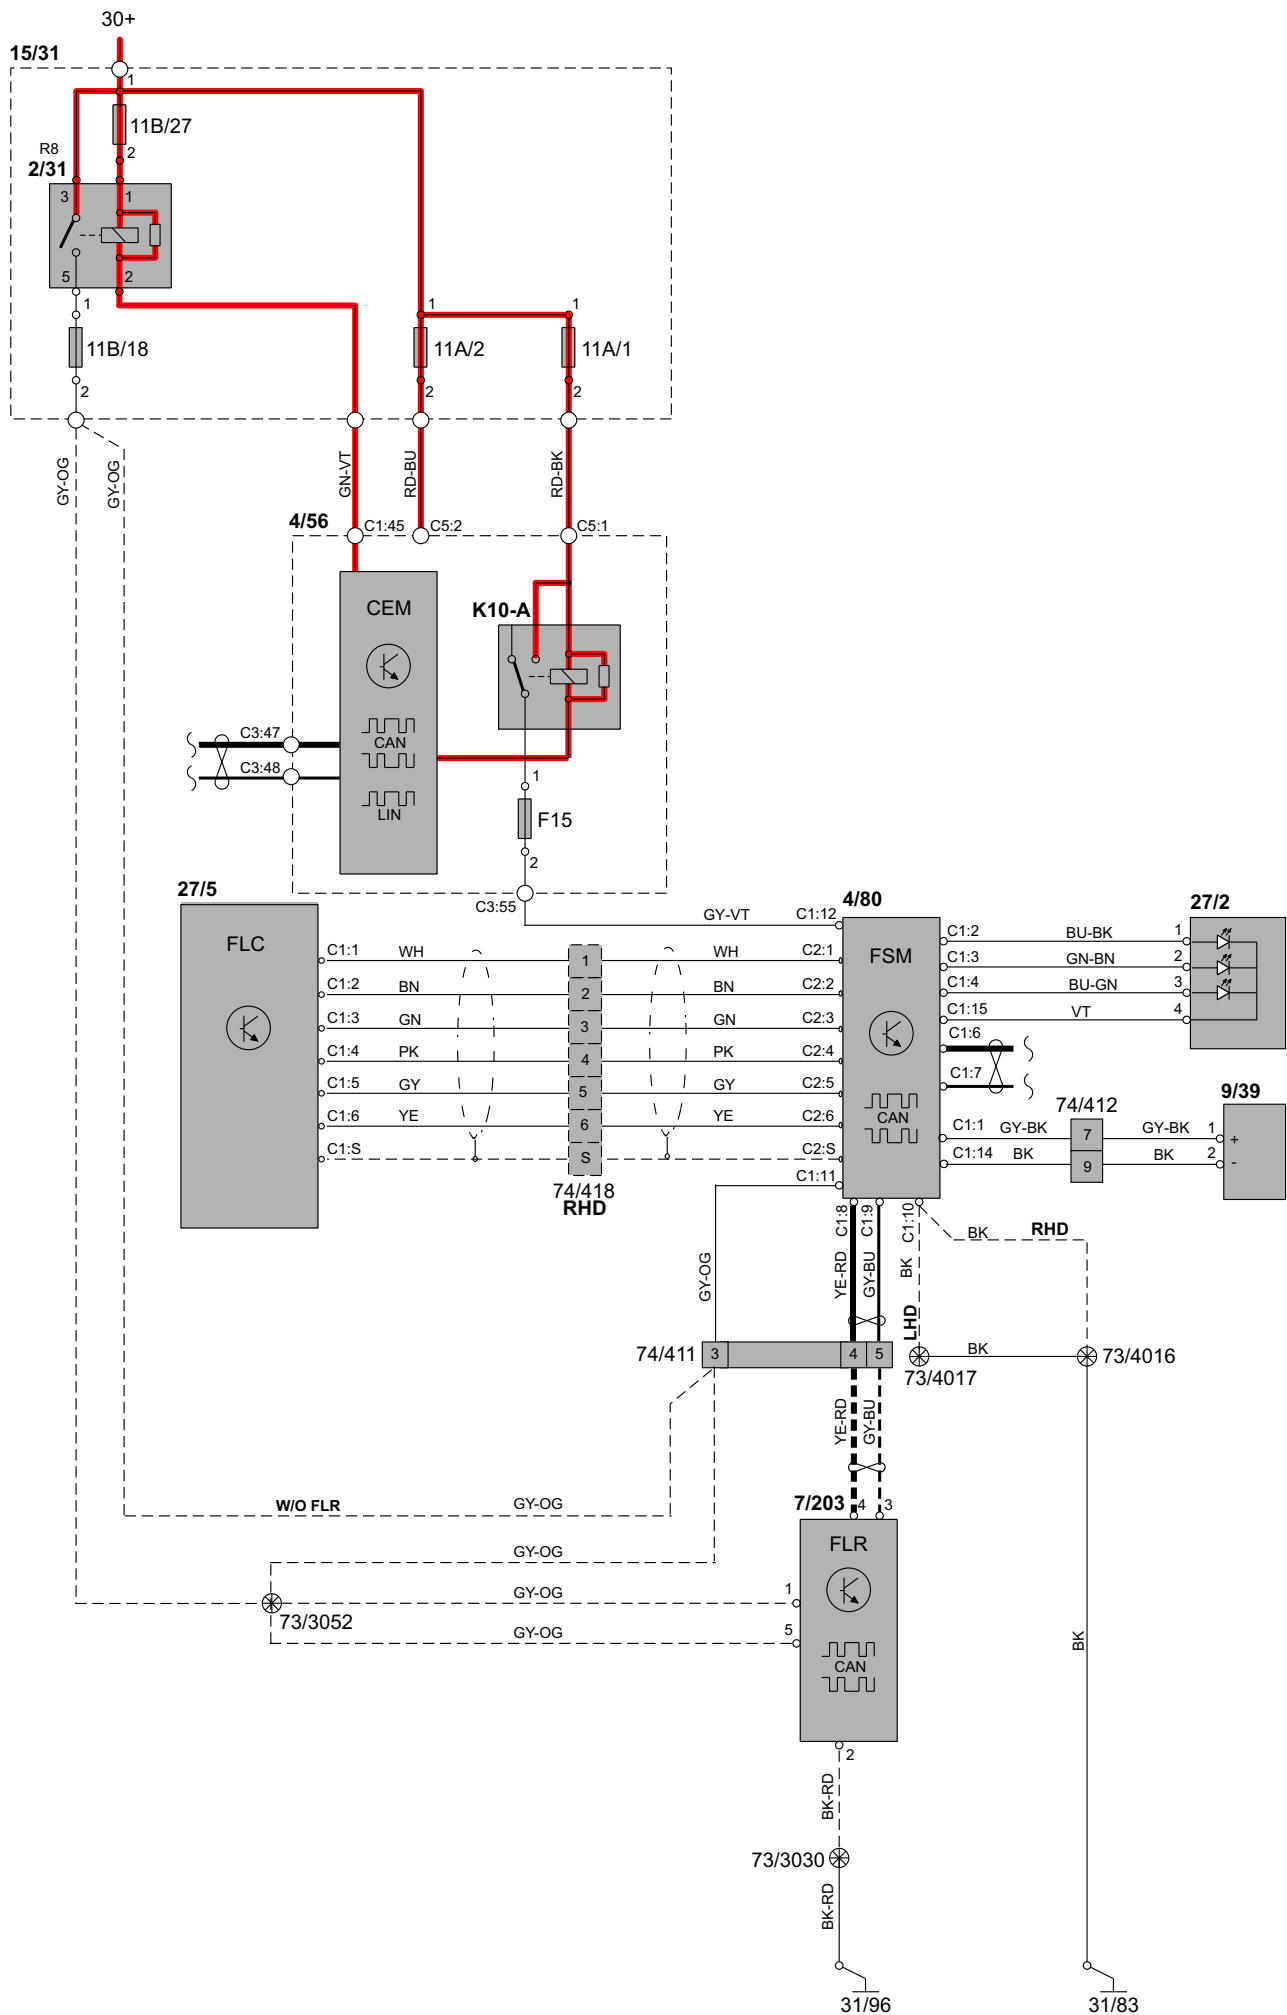 30+
15/31
1
11B/27
2
R8
2/31
3
1
5
2
1
11B/18
2
1
11A/2
2
1
11A/1
2
GY-OG
GY-OG
GN-VT
RD-BU
RD-BK
4/56
C1:45
C5:2
C5:1
CEM
K10-A
C3:47
C3:48
CAN
LIN
1
F15
2
C3:55
27/5
FLC
GY-VT
C1:12
4/80
FSM
27/2
C1:1 WH 1 WH C2:1
C1:2 BN 2 BN C2:2
C1:3 GN 3 GN C2:3
C1:4 PK 4 PK C2:4
C1:5 GY 5 GY C2:5
C1:6 YE 6 YE C2:6
C1:S S C2:S
74/418
RHD
C1:11
C1:2 BU-BK 1
C1:3 GN-BN 2
C1:4 BU-GN 3
C1:15 VT 4
C1:6
C1:7
CAN
74/412
9/39
C1:1 GY-BK 7 GY-BK 1 +
C1:14 BK 9 BK 2 -
C1:8
C1:9
C1:10
YE-RD
GY-BU
BK
LHD
BK
RHD
GY-OG
74/411
3
4
5
BK
73/4017
73/4016
YE-RD
GY-BU
W/O FLR
GY-OG
7/203
4
3
FLR
GY-OG
GY-OG
1
73/3052
GY-OG
5
CAN
2
BK-RD
BK
73/3030
BK-RD
31/96
31/83